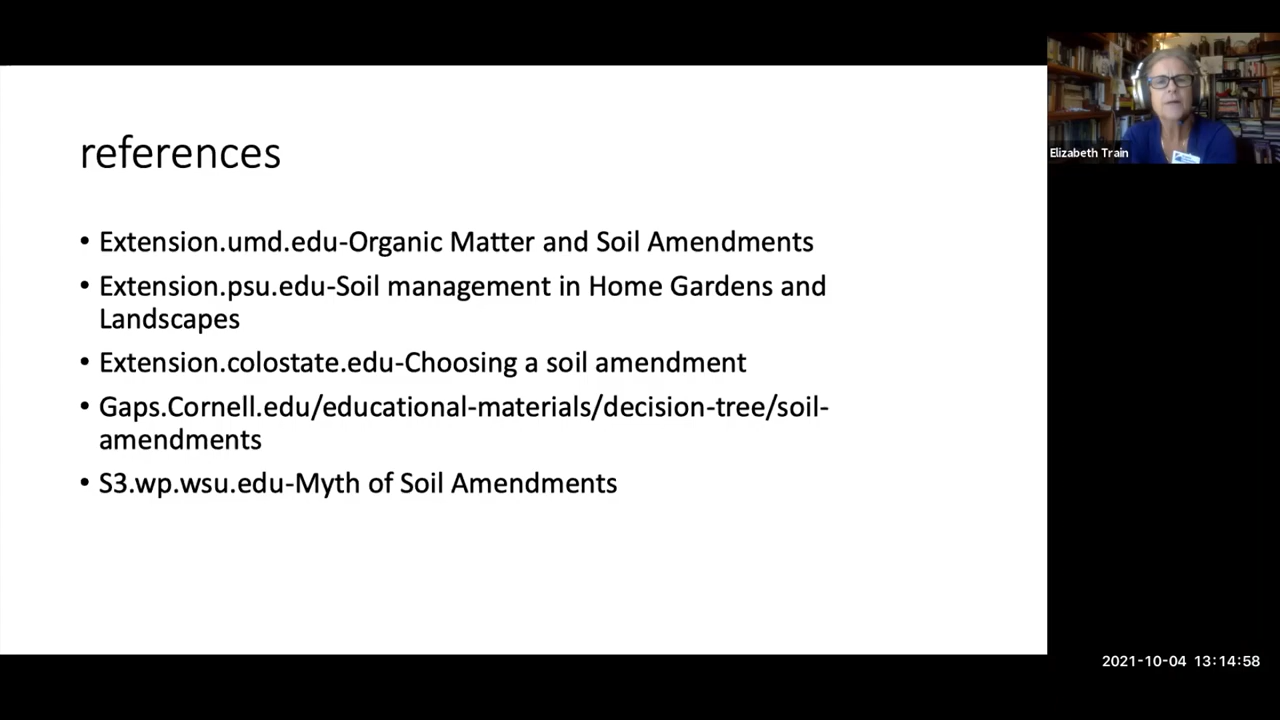 references
• Extension.umd.edu-Organic Matter and Soil Amendments
• Extension.psu.edu-Soil management in Home Gardens and
Landscapes
• Extension.colostate.edu-Choosing a soil amendment
• Gaps.Cornell.edu/educational-materials/decision-tree/soil-
amendments
• S3.wp.wsu.edu-Myth of Soil Amendments
Elizabeth Train
2021-10-04 13:14:58